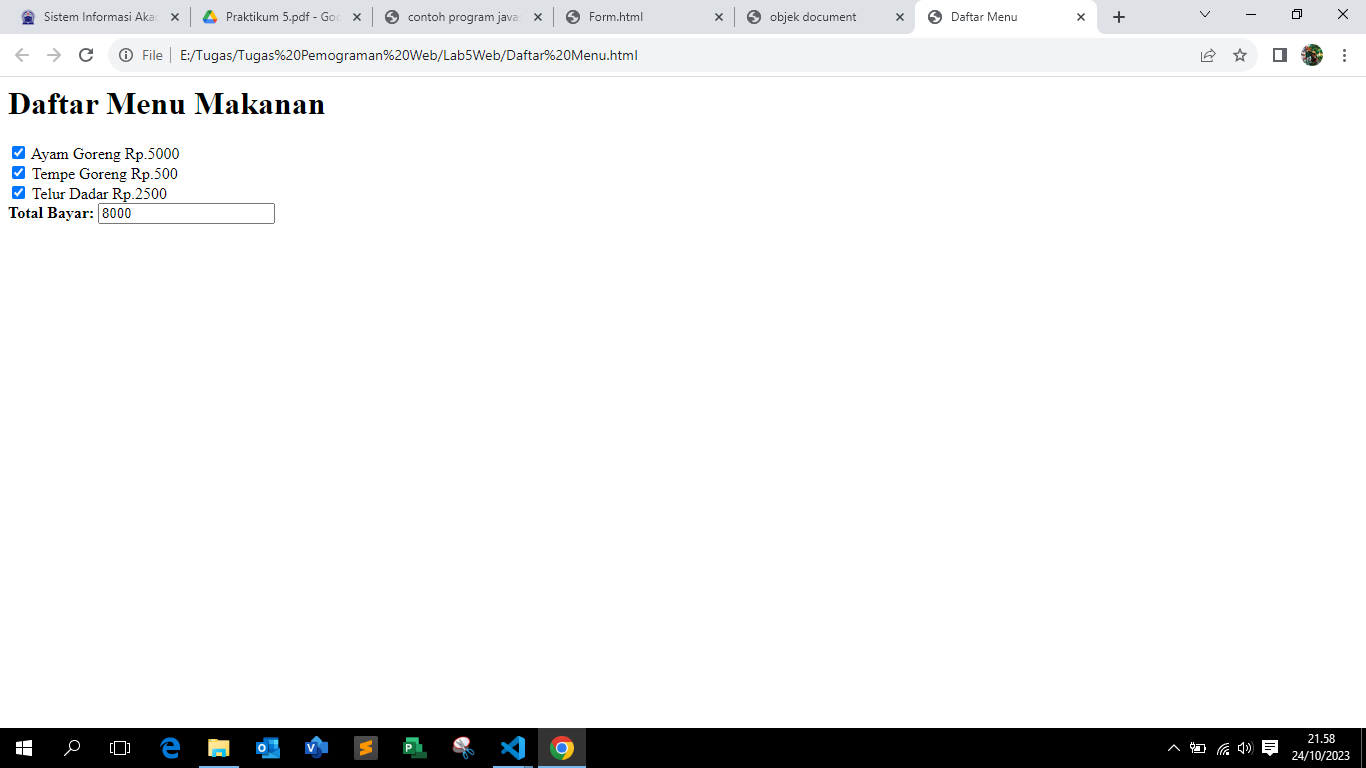 Sistem Informasi Aka
Praktikum 5.pdf - Goo
contoh program java
Form.html
objek document
Daftar Menu
File
E:/Tugas/Tugas%20Pemograman%20Web/Lab5Web/Daftar%20Menu.html
Daftar Menu Makanan
Ayam Goreng Rp.5000
Tempe Goreng Rp.500
Telur Dadar Rp.2500
Total Bayar: 8000
21.58
24/10/2023